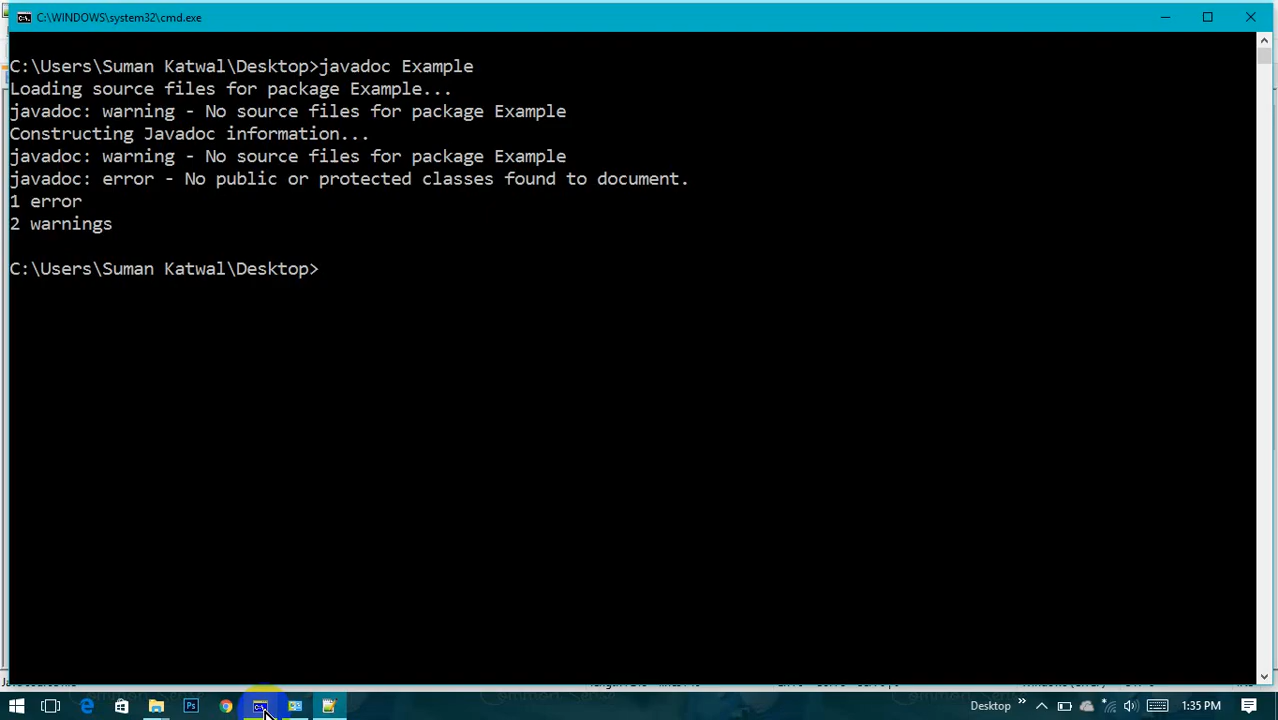 C:\WINDOWS\system32\cmd.exe
C:\Users\Suman Katwal\Desktop>javadoc Example
Loading source files for package Example...
javadoc: warning - No source files for package Example
Constructing Javadoc information...
javadoc: warning - No source files for package Example
javadoc: error - No public or protected classes found to document.
1 error
2 warnings
C:\Users\Suman Katwal\Desktop>
Desktop
1:35 PM